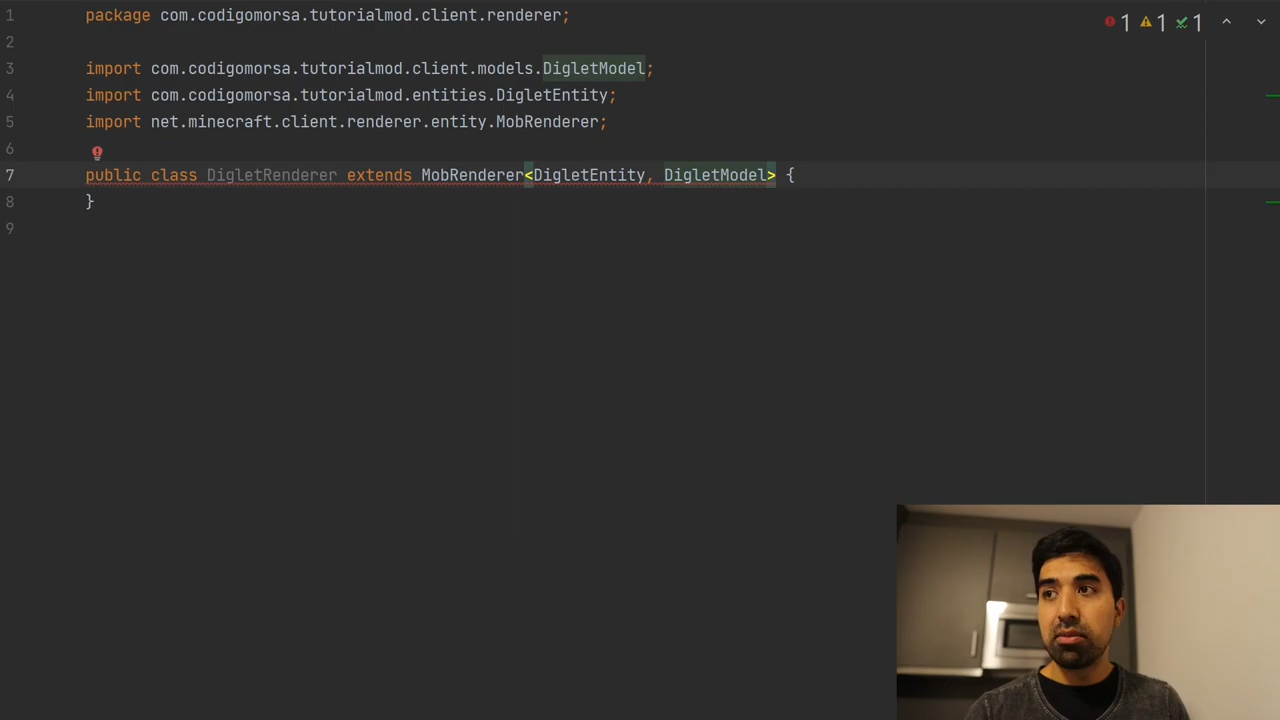 1 package com.codigomorsa.tutorialmod.client.renderer;
1 1 1
2
3 import com.codigomorsa.tutorialmod.client.models.DigletModel;
4 import com.codigomorsa.tutorialmod.entities.DigletEntity;
5 import net.minecraft.client.renderer.entity.MobRenderer;
6
7 public class DigletRenderer extends MobRenderer<DigletEntity, DigletModel> {
8 }
9